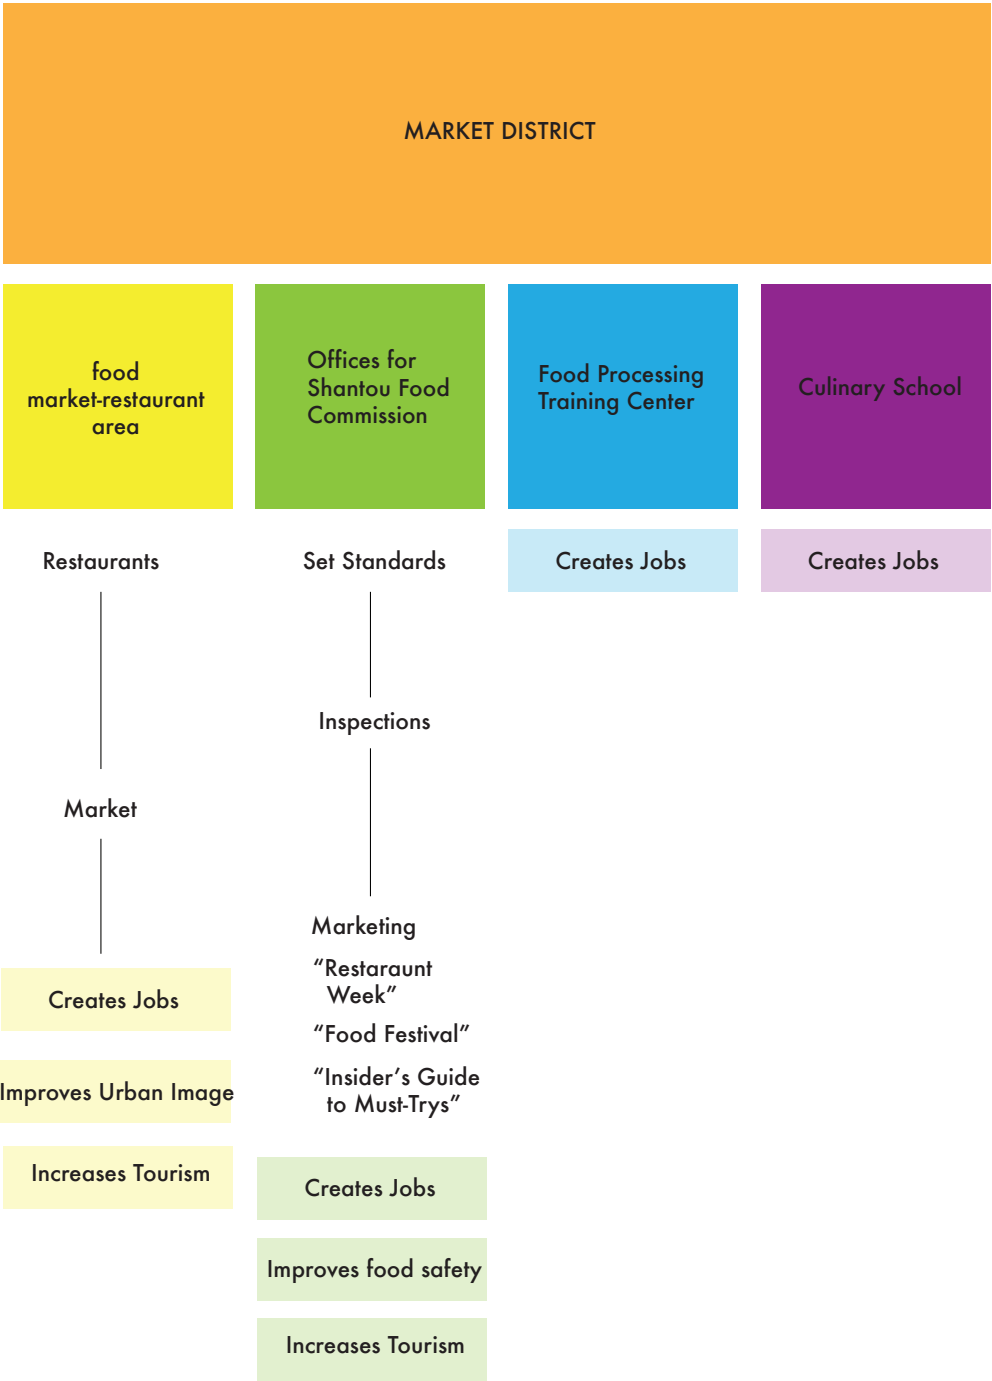 MARKET DISTRICT
food
market-restaurant
area
Offices for
Shantou Food
Commission
Food Processing
Training Center
Culinary School
Restaurants
Market
Creates Jobs
Improves Urban Image
Increases Tourism
Set Standards
Inspections
Marketing
“Restaraunt
Week”
“Food Festival”
“Insider’s Guide
to Must-Trys”
Creates Jobs
Improves food safety
Increases Tourism
Creates Jobs
Creates Jobs